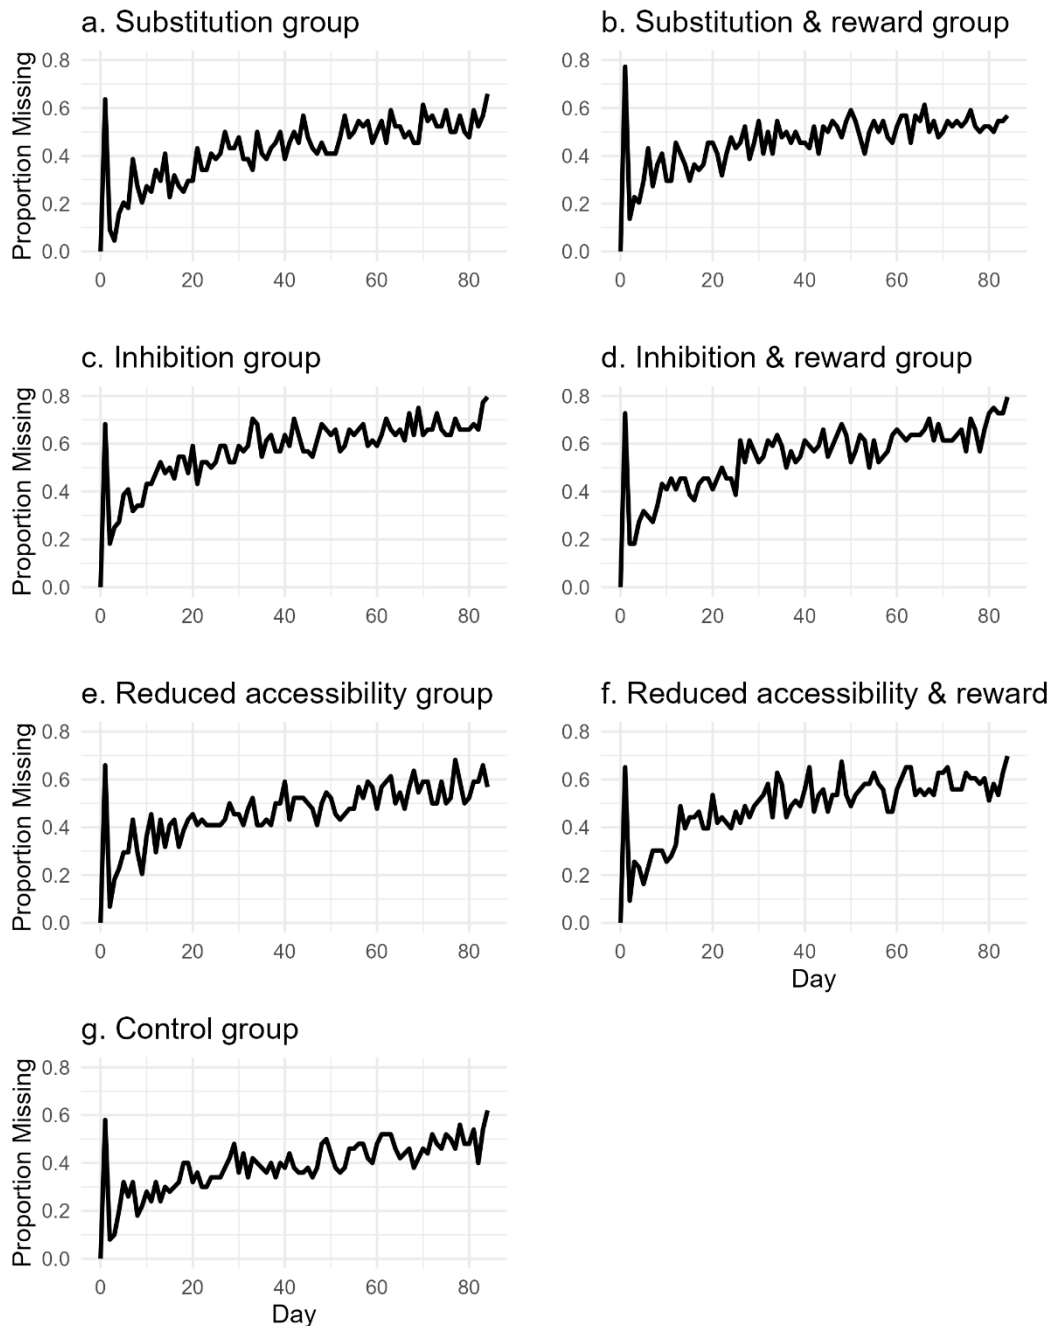 a. Substitution group
b. Substitution & reward group
Proportion Missing
0.8
0.6
0.4
0.2
0.0
0 20 40 60 80
0.8
0.6
0.4
0.2
0.0
0 20 40 60 80
c. Inhibition group
d. Inhibition & reward group
Proportion Missing
0.8
0.6
0.4
0.2
0.0
0 20 40 60 80
0.8
0.6
0.4
0.2
0.0
0 20 40 60 80
e. Reduced accessibility group
f. Reduced accessibility & reward
Proportion Missing
0.8
0.6
0.4
0.2
0.0
0 20 40 60 80
0.8
0.6
0.4
0.2
0.0
0 20 40 60 80
Day
g. Control group
Proportion Missing
0.8
0.6
0.4
0.2
0.0
0 20 40 60 80
Day